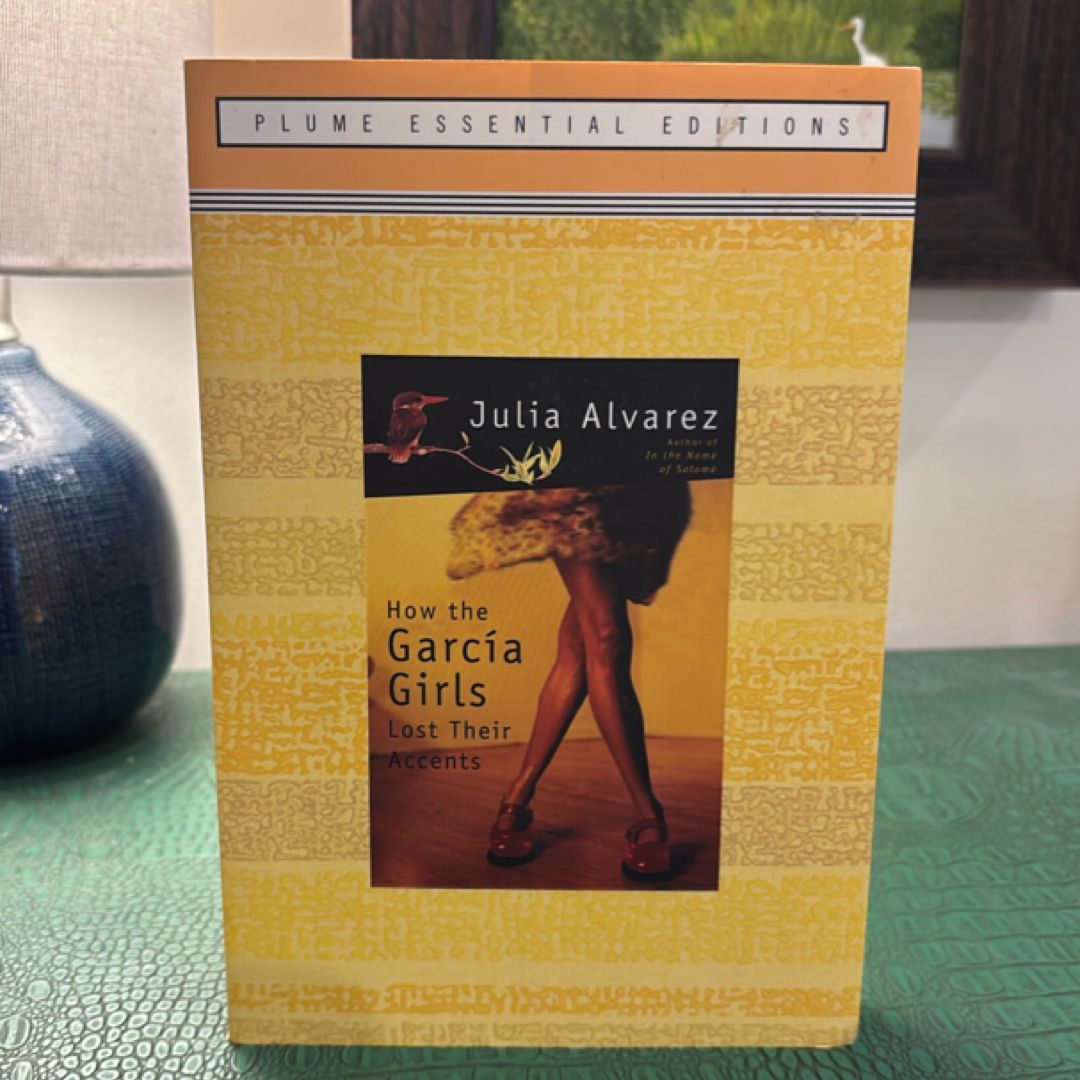 PLUME ESSENTIAL EDITIONS
Julia Alvarez
Author of
In the Name
of Salomé
How the
García
Girls
Lost Their
Accents